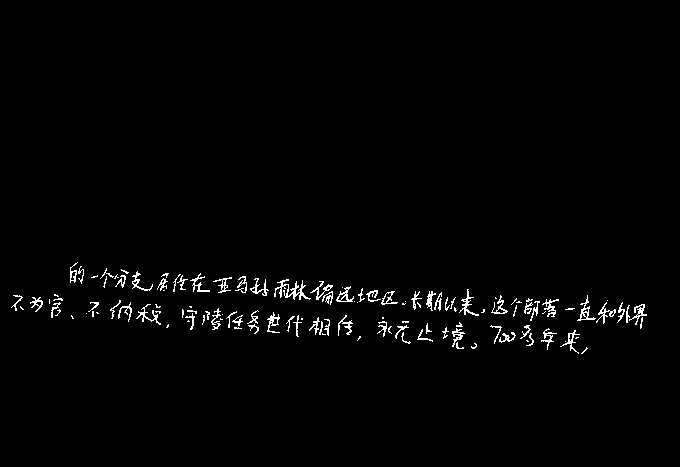 的一个分支,居住在亚马孙雨林偏远地区.长期以来,这个部落一直和外界
不为官、不纳税,守陵任务世代相传,永无止境。700多年来,